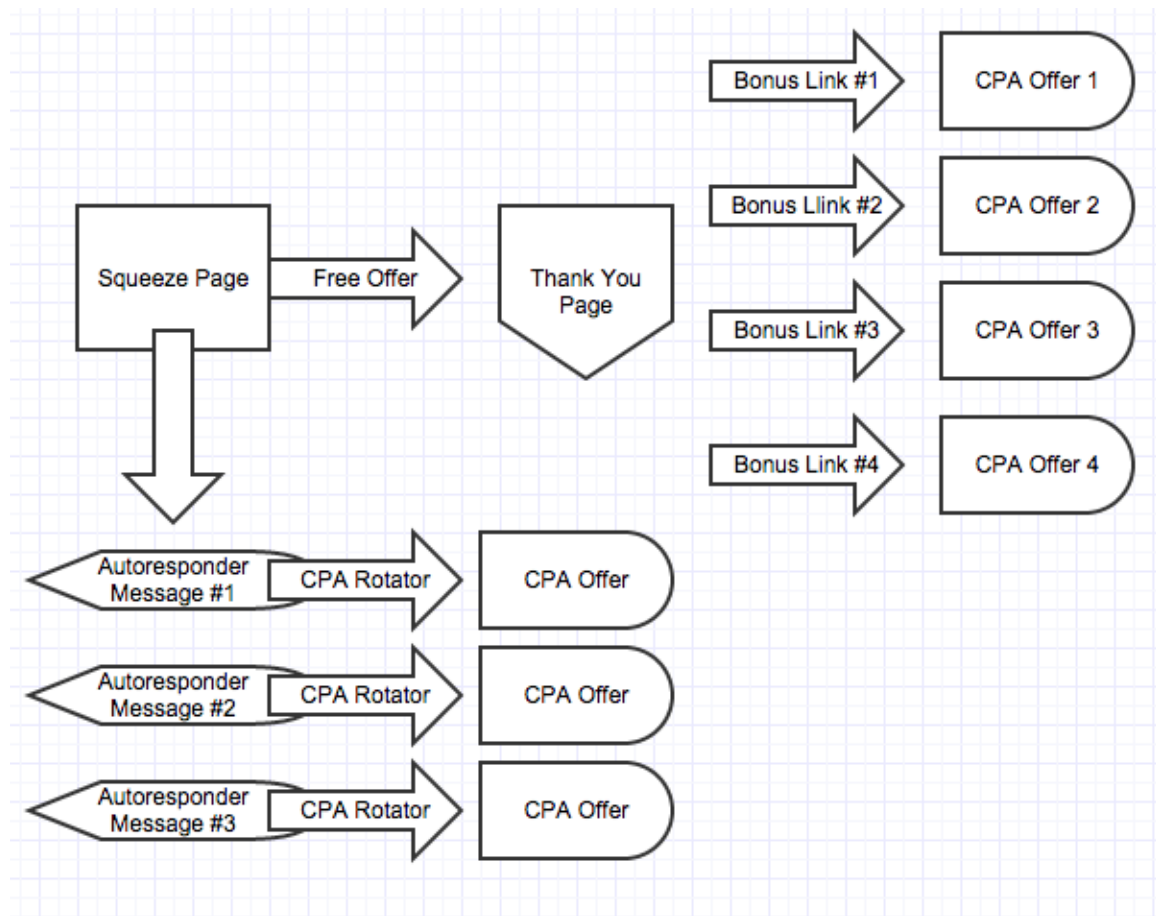 Bonus Link #1
CPA Offer 1
Bonus Llink #2
CPA Offer 2
Squeeze Page
Free Offer
Thank You
Page
Bonus Link #3
CPA Offer 3
Bonus Link #4
CPA Offer 4
Autoresponder
Message #1
CPA Rotator
CPA Offer
Autoresponder
Message #2
CPA Rotator
CPA Offer
Autoresponder
Message #3
CPA Rotator
CPA Offer